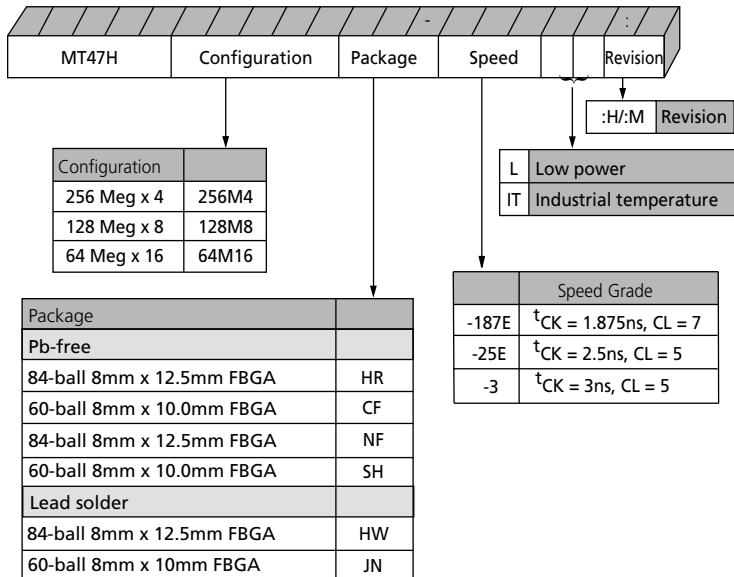 - :
MT47H Configuration Package Speed Revision
:H/:M Revision
L Low power
IT Industrial temperature
Configuration
256 Meg x 4 256M4
128 Meg x 8 128M8
64 Meg x 16 64M16
Speed Grade
-187E tCK = 1.875ns, CL = 7
-25E tCK = 2.5ns, CL = 5
-3 tCK = 3ns, CL = 5
Package
Pb-free
84-ball 8mm x 12.5mm FBGA HR
60-ball 8mm x 10.0mm FBGA CF
84-ball 8mm x 12.5mm FBGA NF
60-ball 8mm x 10.0mm FBGA SH
Lead solder
84-ball 8mm x 12.5mm FBGA HW
60-ball 8mm x 10mm FBGA JN